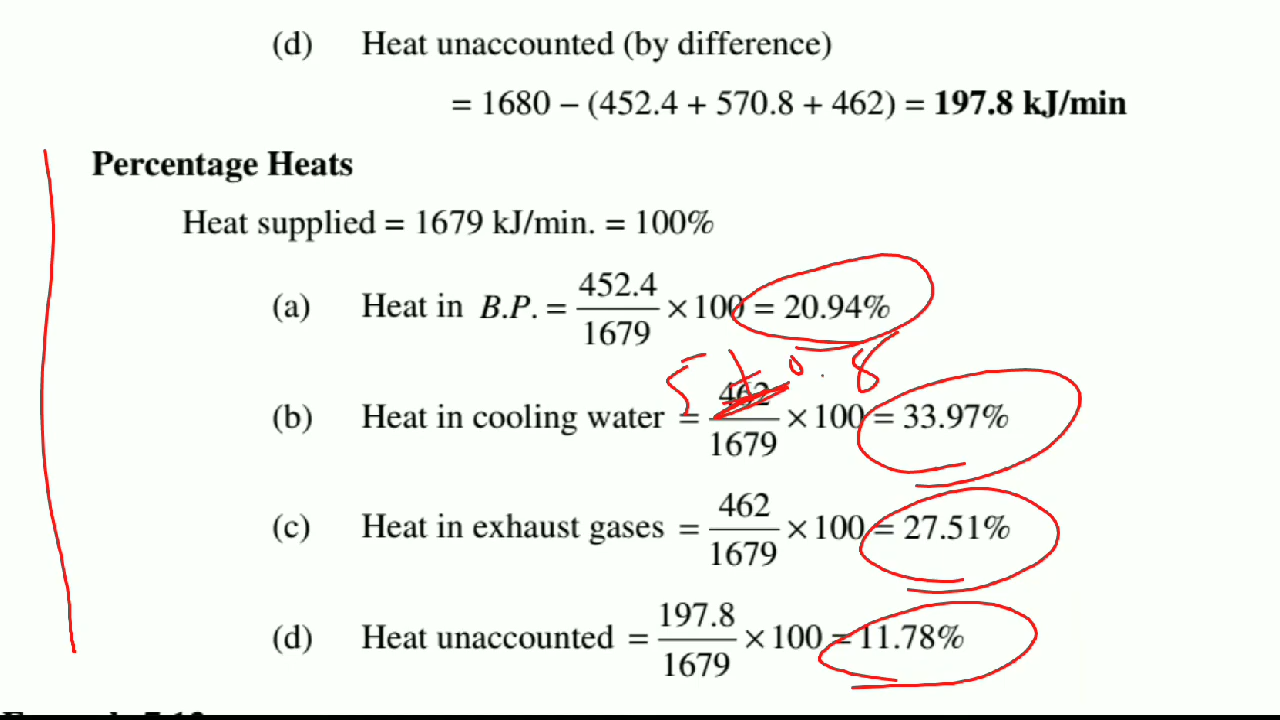 (d) Heat unaccounted (by difference)
= 1680 – (452.4 + 570.8 + 462) = 197.8 kJ/min
Percentage Heats
Heat supplied = 1679 kJ/min. = 100%
(a) Heat in B.P. = 452.4/1679 × 100 = 20.94%
570.8
(b) Heat in cooling water = 462/1679 × 100 = 33.97%
(c) Heat in exhaust gases = 462/1679 × 100 = 27.51%
(d) Heat unaccounted = 197.8/1679 × 100 = 11.78%